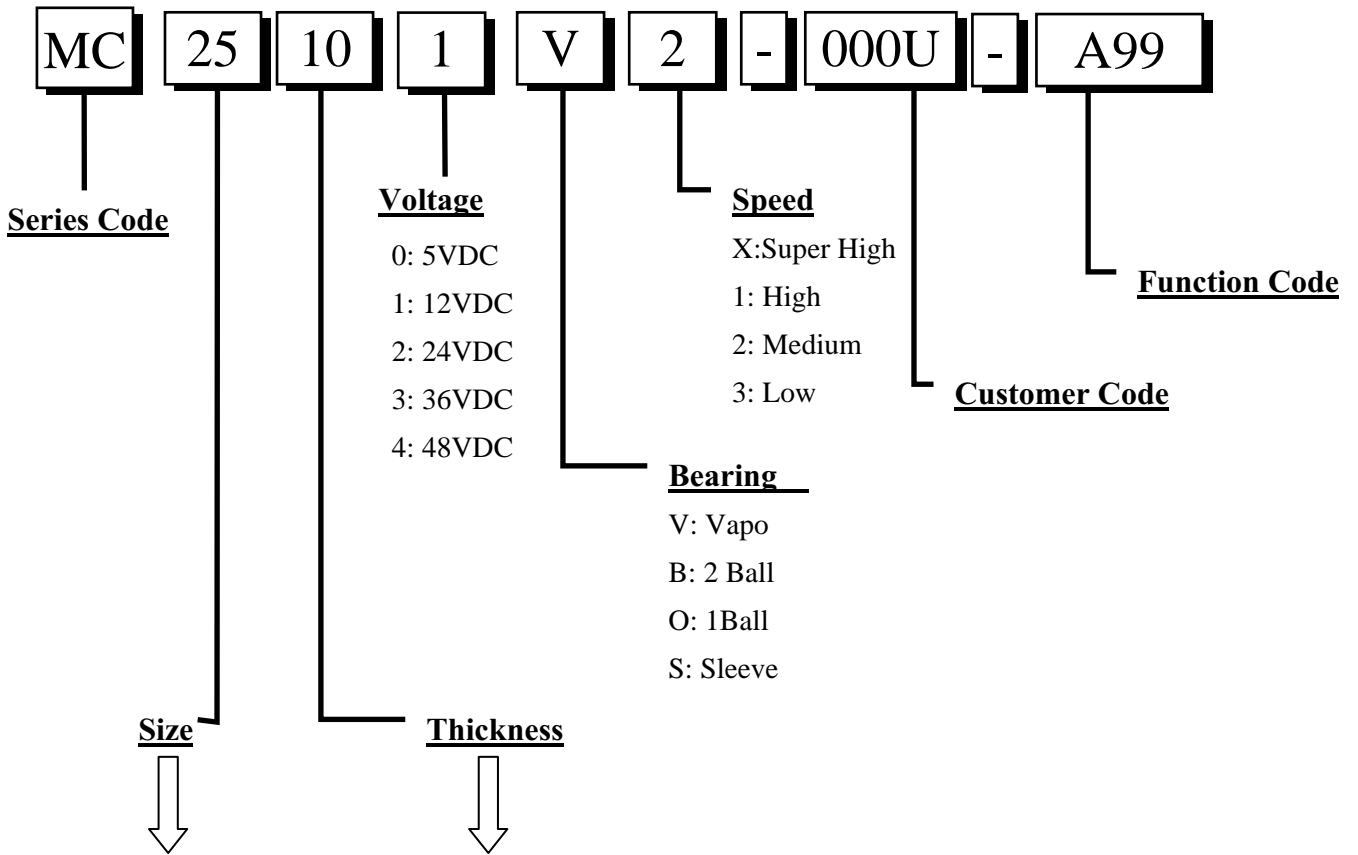 MC 25 10 1 V 2 - 000U - A99
Series Code
Voltage
0: 5VDC
1: 12VDC
2: 24VDC
3: 36VDC
4: 48VDC
Speed
X:Super High
1: High
2: Medium
3: Low
Function Code
Customer Code
Bearing
V: Vapo
B: 2 Ball
O: 1Ball
S: Sleeve
Size
Thickness